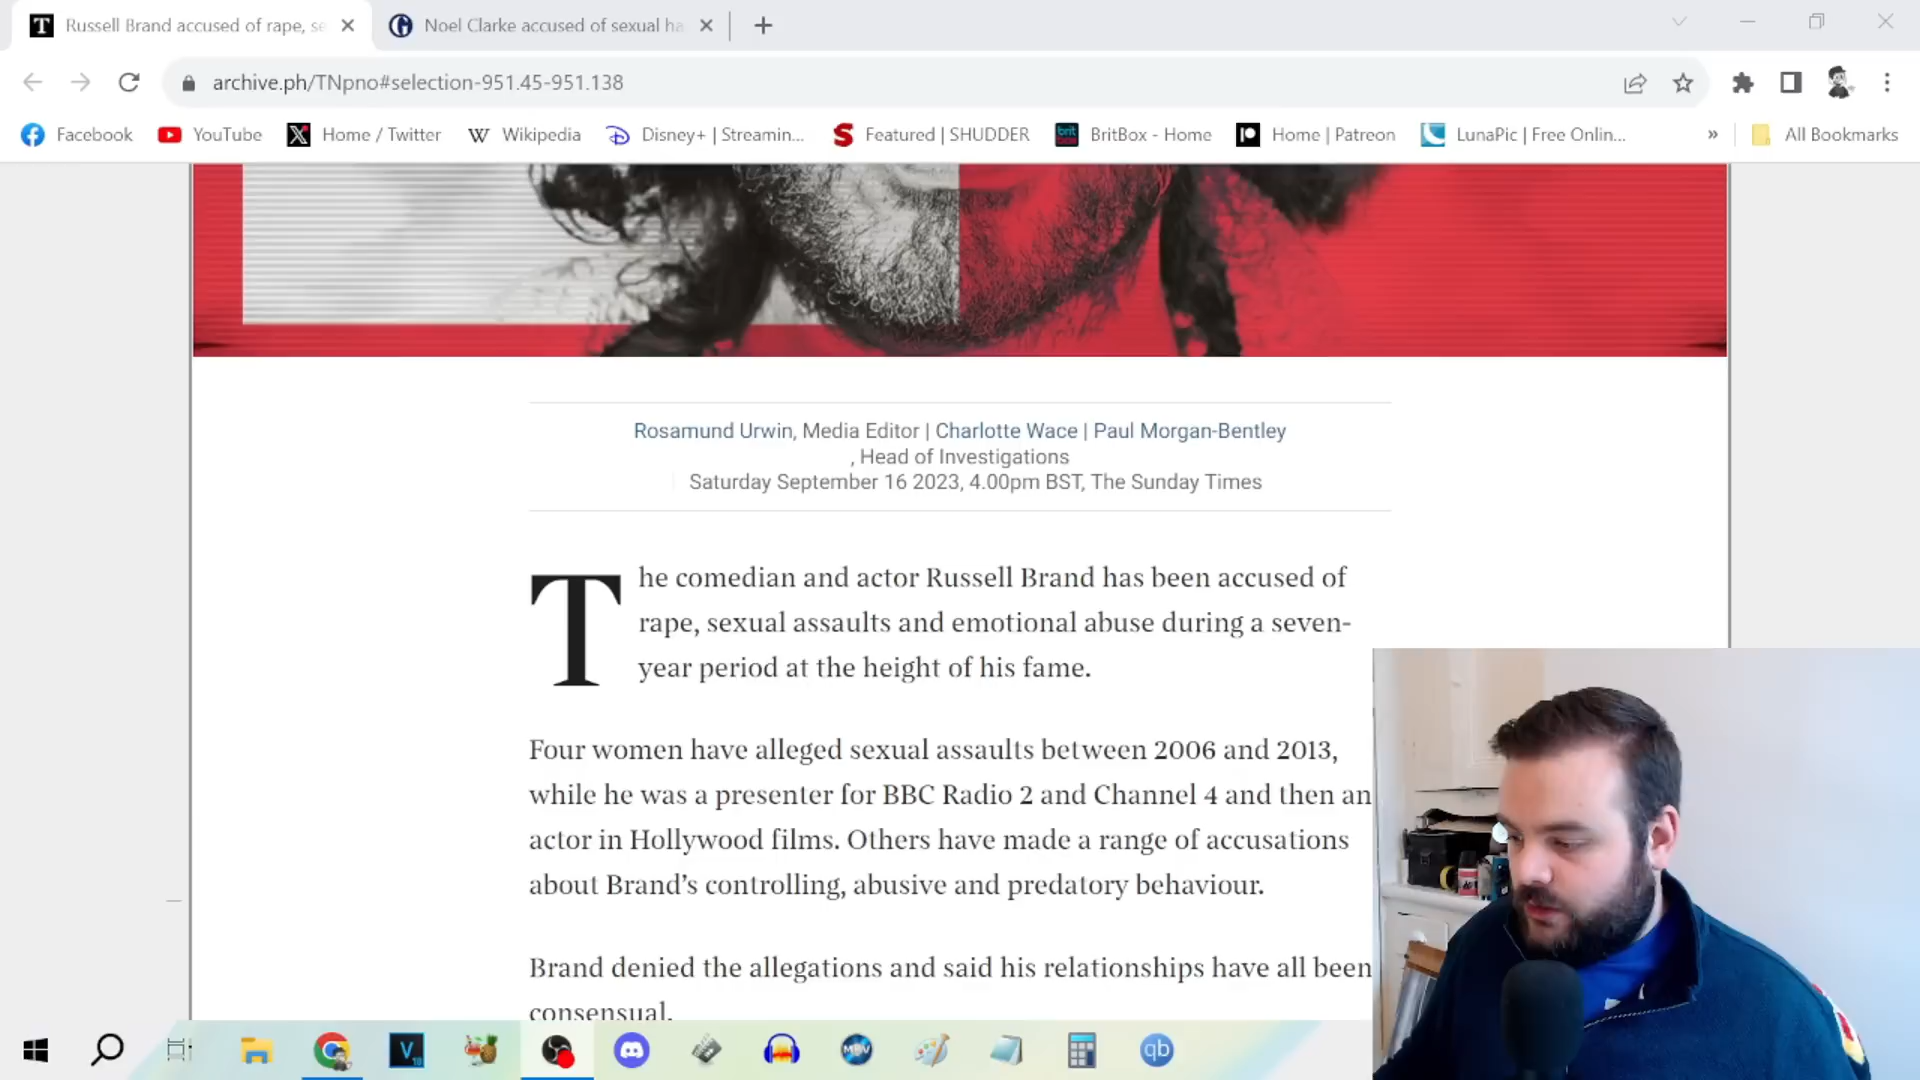 Russell Brand accused of rape, se
Noel Clarke accused of sexual ha
archive.ph/TNpno#selection-951.45-951.138
Facebook
YouTube
Home / Twitter
Wikipedia
Disney+ | Streamin...
Featured | SHUDDER
BritBox - Home
Home | Patreon
LunaPic | Free Onlin...
»
All Bookmarks
Rosamund Urwin, Media Editor | Charlotte Wace | Paul Morgan-Bentley
, Head of Investigations
Saturday September 16 2023, 4.00pm BST, The Sunday Times
The comedian and actor Russell Brand has been accused of
rape, sexual assaults and emotional abuse during a seven-
year period at the height of his fame.
Four women have alleged sexual assaults between 2006 and 2013,
while he was a presenter for BBC Radio 2 and Channel 4 and then an
actor in Hollywood films. Others have made a range of accusations
about Brand's controlling, abusive and predatory behaviour.
Brand denied the allegations and said his relationships have all been
consensual.